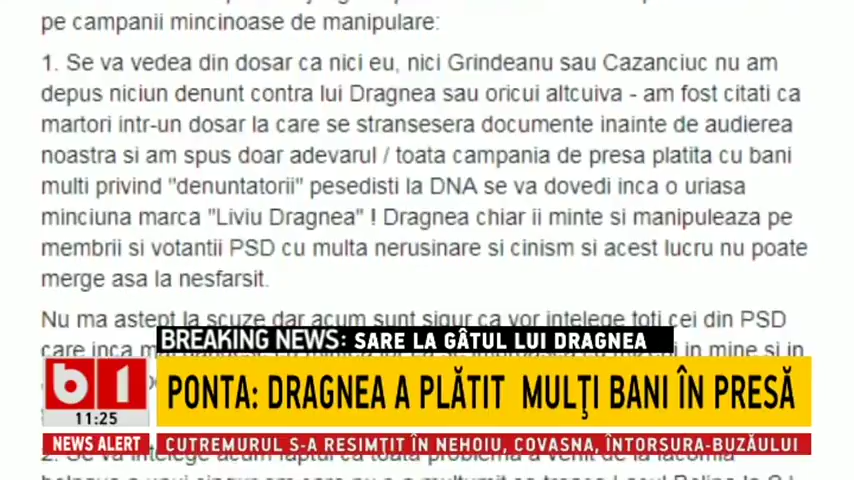 pe campanii mincinoase de manipulare:
1. Se va vedea din dosar ca nici eu, nici Grindeanu sau Cazanciuc nu am
depus niciun denunt contra lui Dragnea sau oricui altcuiva - am fost citati ca
martori intr-un dosar la care se stransesera documente inainte de audierea
noastra si am spus doar adevarul / toata campania de presa platita cu bani
multi privind "denuntatorii" pesedisti la DNA se va dovedi inca o uriasa
minciuna marca "Liviu Dragnea" ! Dragnea chiar ii minte si manipuleaza pe
membrii si votantii PSD cu multa nerusinare si cinism si acest lucru nu poate
merge asa la nesfarsit.
Nu ma astept la scuze dar acum sunt sigur ca vor intelege toti cei din PSD
care inca in mine si in
BREAKING NEWS: SARE LA GÂTUL LUI DRAGNEA
b1
PONTA: DRAGNEA A PLĂTIT MULŢI BANI ÎN PRESĂ
11:25
NEWS ALERT CUTREMURUL S-A RESIMŢIT ÎN NEHOIU, COVASNA, ÎNTORSURA-BUZĂULUI